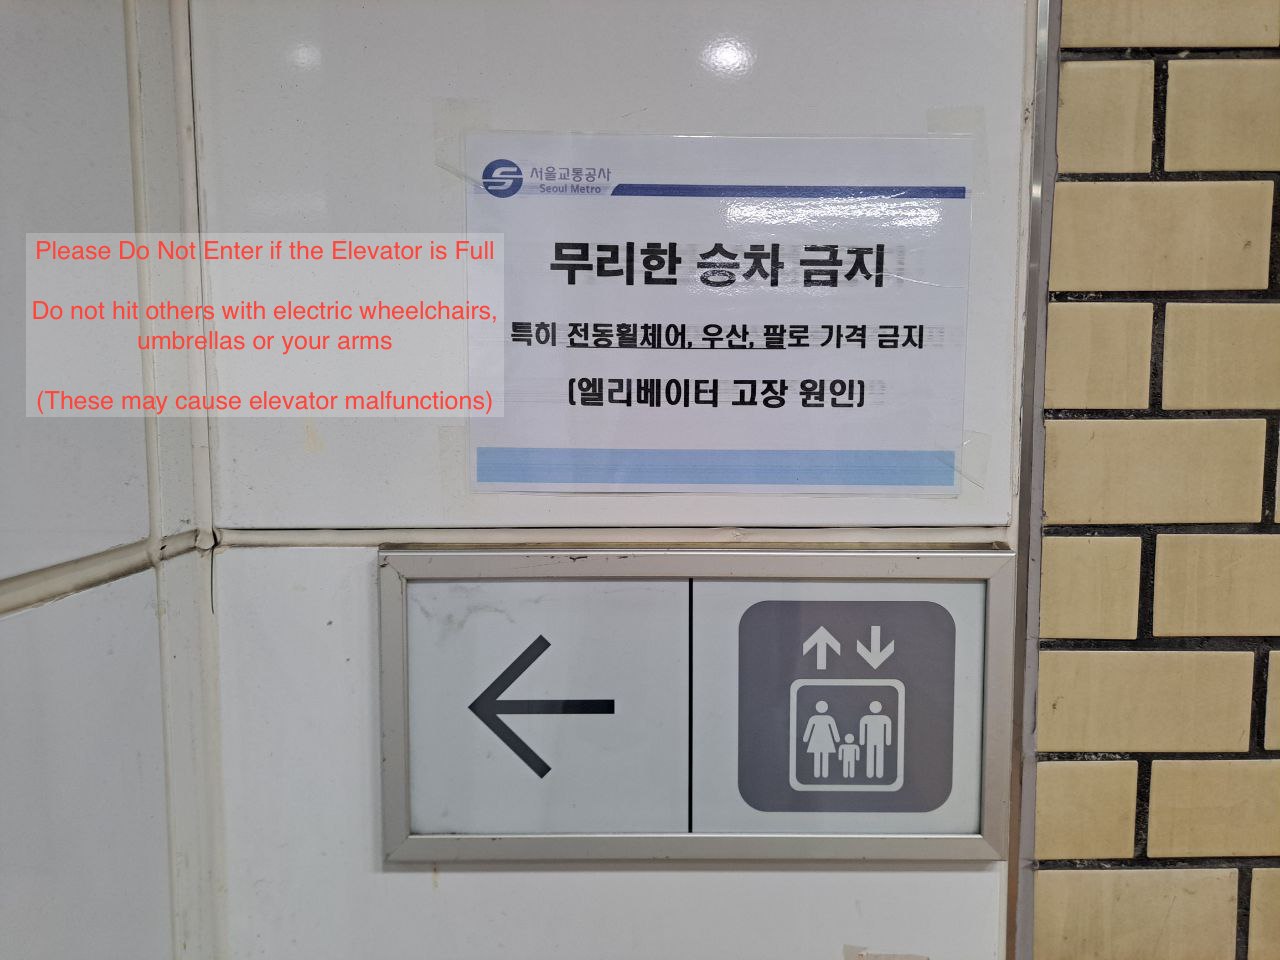 서울교통공사
Seoul Metro
무리한 승차 금지
특히 전동휠체어, 우산, 팔로 가격 금지
(엘리베이터 고장 원인)
Please Do Not Enter if the Elevator is Full
Do not hit others with electric wheelchairs,
umbrellas or your arms
(These may cause elevator malfunctions)